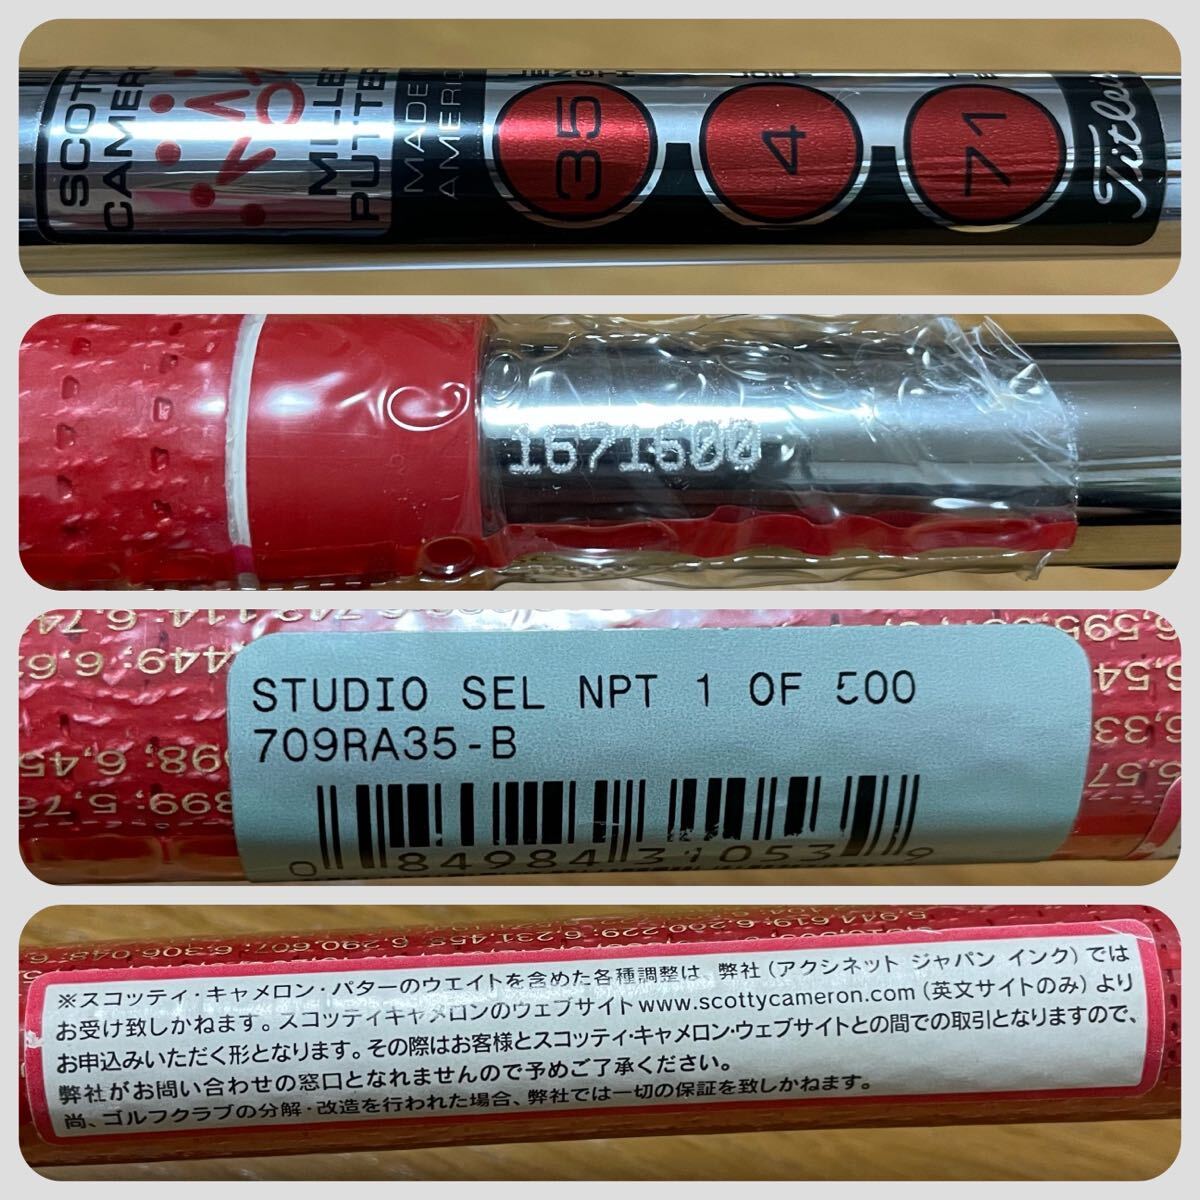 SCOTTY
CAMERON
MILLED
PUTTERS
MADE
AMERIC
LENGTH
35
4
71
Titleist
1671600
STUDIO SEL NPT 1 OF 500
709RA35-B
0 84984 31053 9
※スコッティ・キャメロン・パターのウエイトを含めた各種調整は、弊社(アクシネット ジャパン インク)では
お受け致しかねます。スコッティキャメロンのウェブサイトwww.scottycameron.com(英文サイトのみ)より
お申込みいただく形となります。その際はお客様とスコッティ・キャメロン・ウェブサイトとの間での取引となりますので、
弊社がお問い合わせの窓口となれませんので予めご了承ください。
尚、ゴルフクラブの分解・改造を行われた場合、弊社では一切の保証を致しかねます。